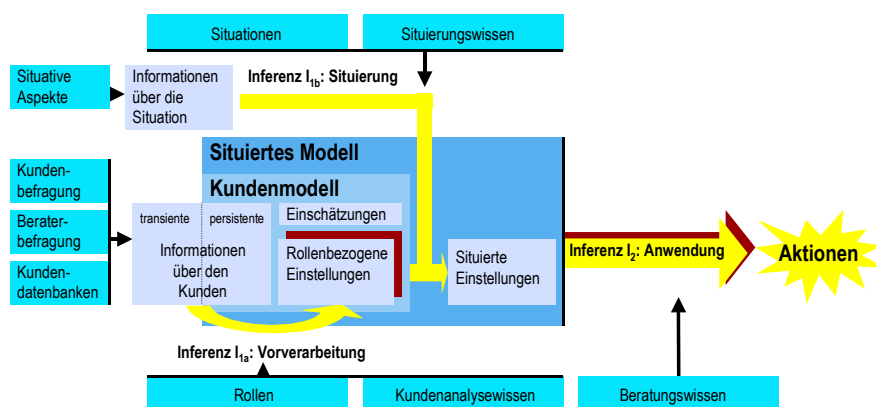 Situationen
Situierungswissen
Situative
Aspekte
Informationen
über die
Situation
Inferenz I1b: Situierung
Situiertes Modell
Kundenmodell
Kunden-
befragung
Berater-
befragung
Kunden-
datenbanken
transiente
persistente
Informationen
über den
Kunden
Einschätzungen
Rollenbezogene
Einstellungen
Situierte
Einstellungen
Inferenz I2: Anwendung
Aktionen
Inferenz I1a: Vorverarbeitung
Rollen
Kundenanalysewissen
Beratungswissen